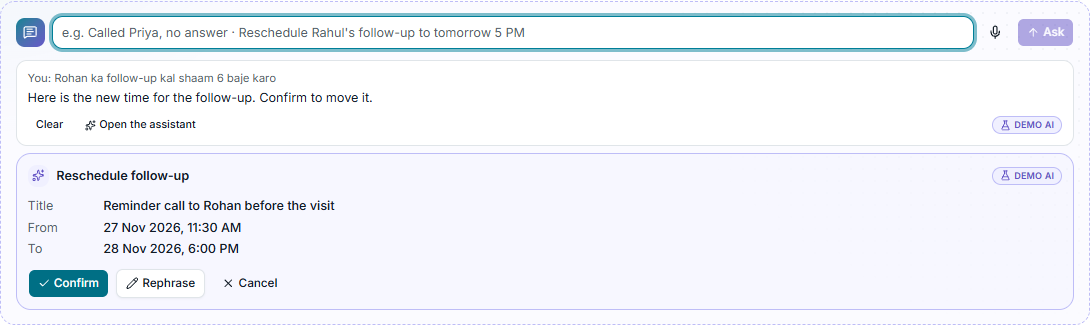 e.g. Called Priya, no answer · Reschedule Rahul's follow-up to tomorrow 5 PM
Ask
You: Rohan ka follow-up kal shaam 6 baje karo
Here is the new time for the follow-up. Confirm to move it.
Clear Open the assistant DEMO AI
Reschedule follow-up DEMO AI
Title Reminder call to Rohan before the visit
From 27 Nov 2026, 11:30 AM
To 28 Nov 2026, 6:00 PM
Confirm Rephrase Cancel